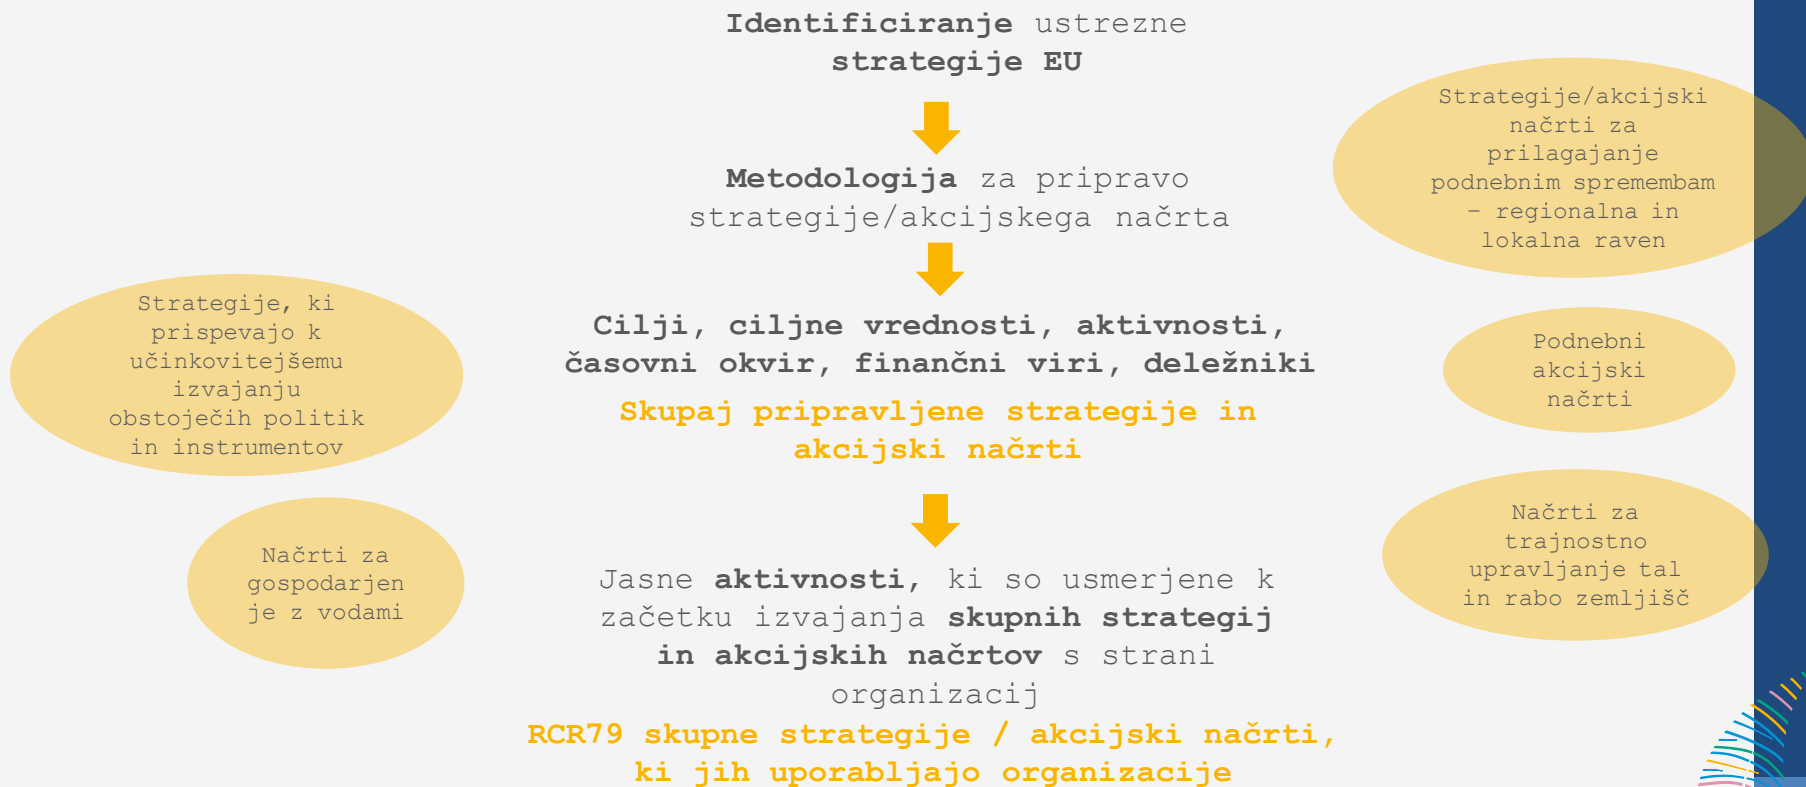 Identificiranje ustrezne
strategije EU
Metodologija za pripravo
strategije/akcijskega načrta
Cilji, ciljne vrednosti, aktivnosti,
časovni okvir, finančni viri, deležniki
Skupaj pripravljene strategije in
akcijski načrti
Jasne aktivnosti, ki so usmerjene k
začetku izvajanja skupnih strategij
in akcijskih načrtov s strani
organizacij
RCR79 skupne strategije / akcijski načrti,
ki jih uporabljajo organizacije
Strategije, ki
prispevajo k
učinkovitejšemu
izvajanju
obstoječih politik
in instrumentov
Načrti za
gospodarjen
je z vodami
Strategije/akcijski
načrti za
prilagajanje
podnebnim spremembam
– regionalna in
lokalna raven
Podnebni
akcijski
načrti
Načrti za
trajnostno
upravljanje tal
in rabo zemljišč